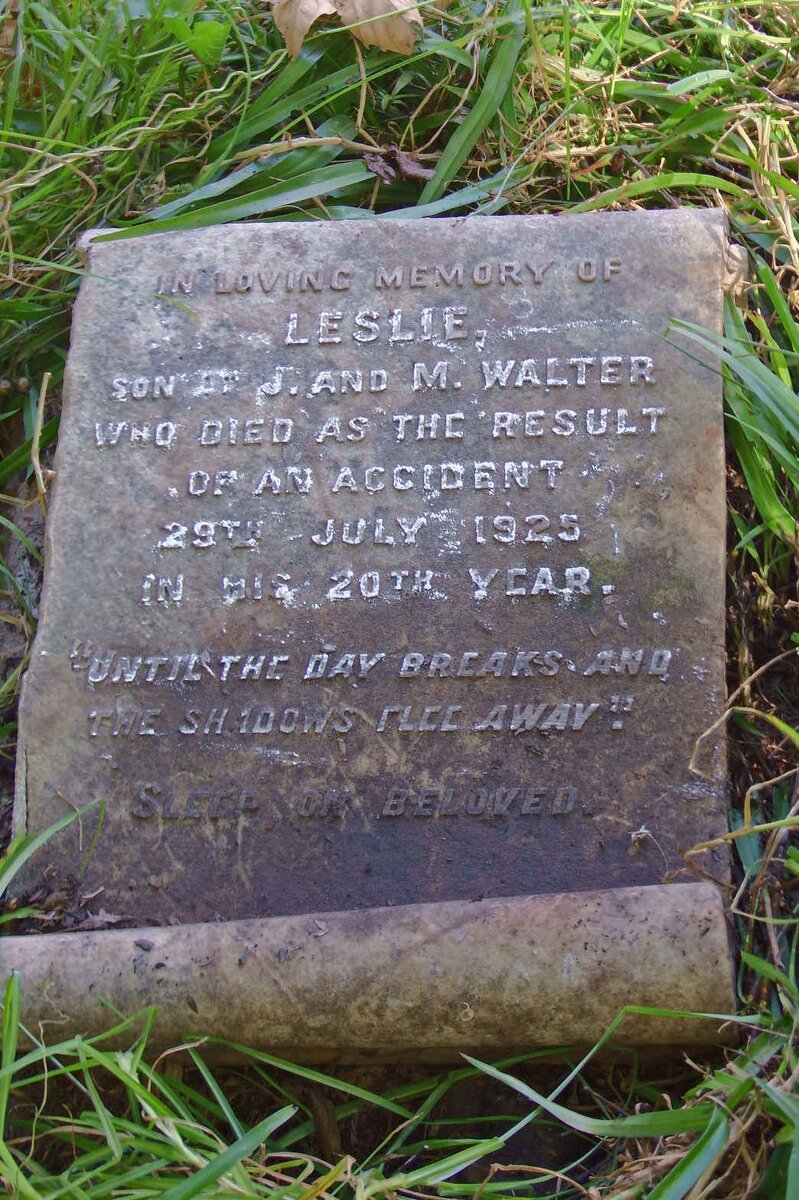 IN LOVING MEMORY OF
LESLIE,
SON OF J. AND M. WALTER
WHO DIED AS THE RESULT
OF AN ACCIDENT
29TH JULY 1925
IN HIS 20TH YEAR.
"UNTIL THE DAY BREAKS AND
THE SHADOWS FLEE AWAY"
SLEEP ON BELOVED.